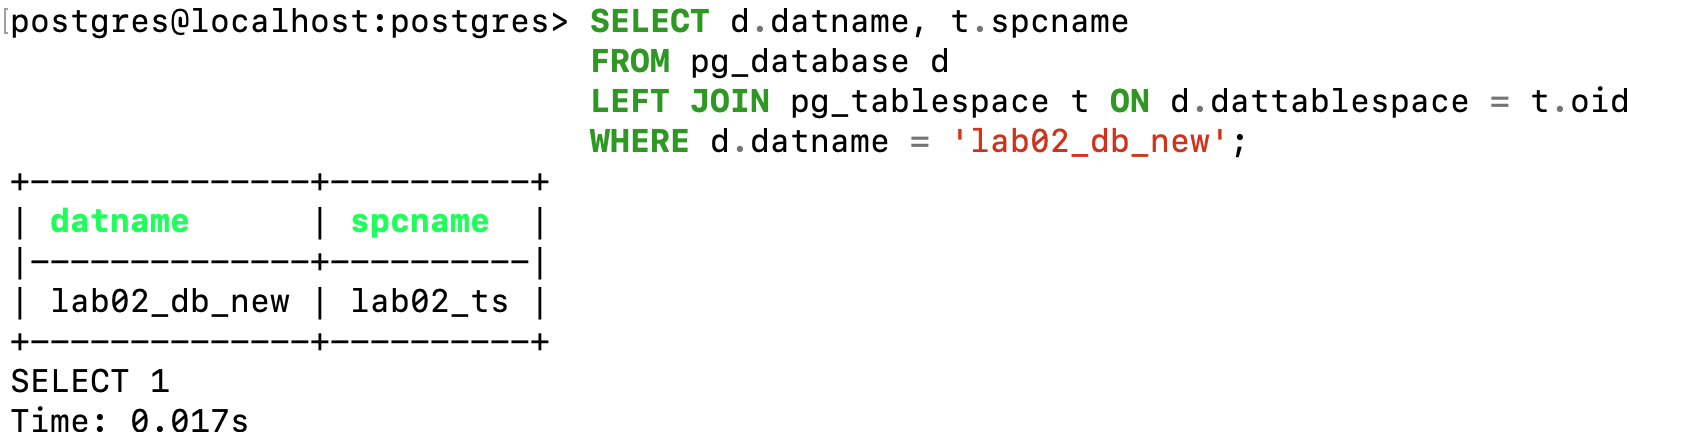 [postgres@localhost:postgres> SELECT d.datname, t.spcname
FROM pg_database d
LEFT JOIN pg_tablespace t ON d.dattablespace = t.oid
WHERE d.datname = 'lab02_db_new';
+--------------+----------+
| datname      | spcname  |
|--------------+----------|
| lab02_db_new | lab02_ts |
+--------------+----------+
SELECT 1
Time: 0.017s